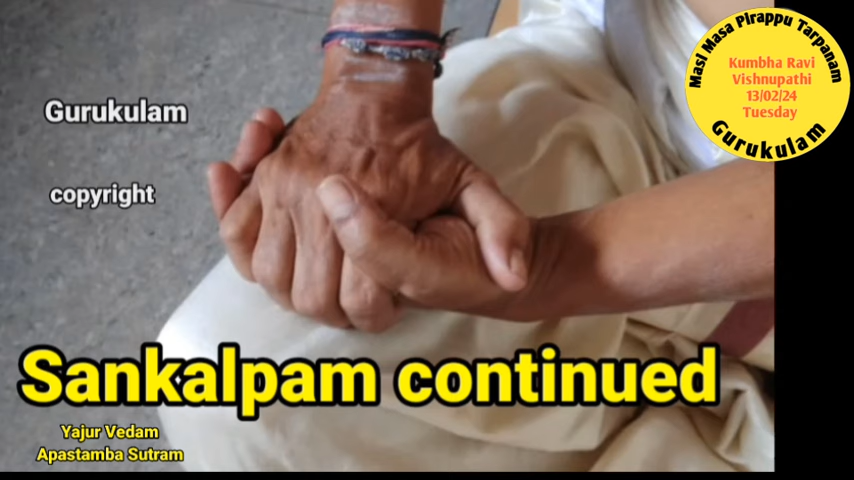 Masi Masa Pirappu Tarpanam
Kumbha Ravi
Vishnupathi
13/02/24
Tuesday
Gurukulam
Gurukulam
copyright
Sankalpam continued
Yajur Vedam
Apastamba Sutram